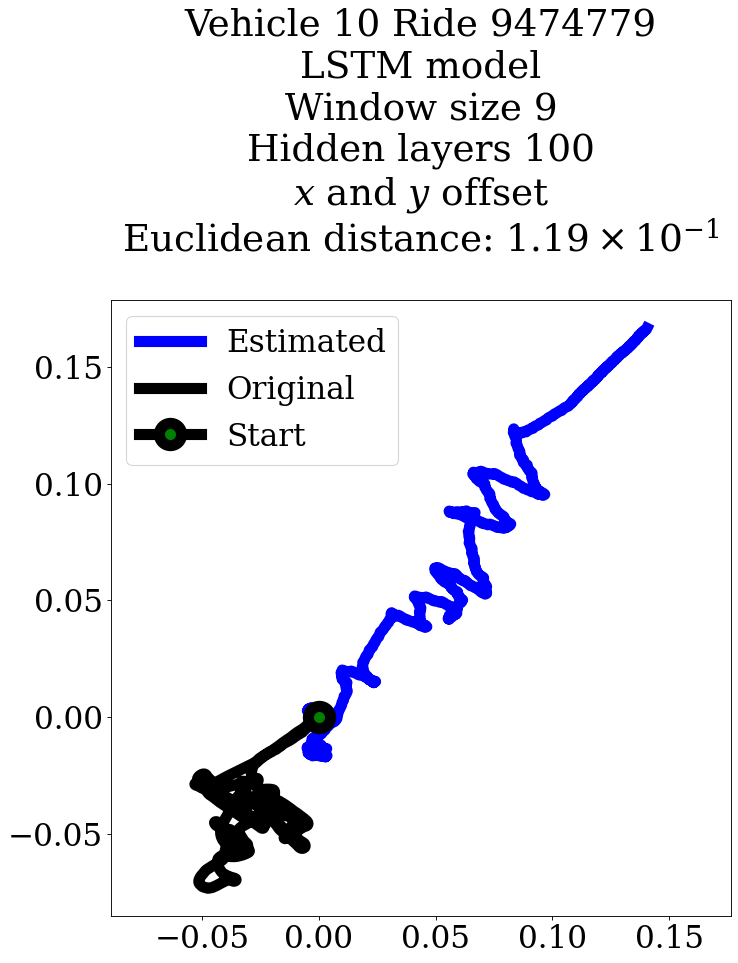 Vehicle 10 Ride 9474779
LSTM model
Window size 9
Hidden layers 100
x and y offset
Euclidean distance: 1.19 × 10⁻¹
Estimated
Original
Start
0.15
0.10
0.05
0.00
−0.05
−0.05 0.00 0.05 0.10 0.15